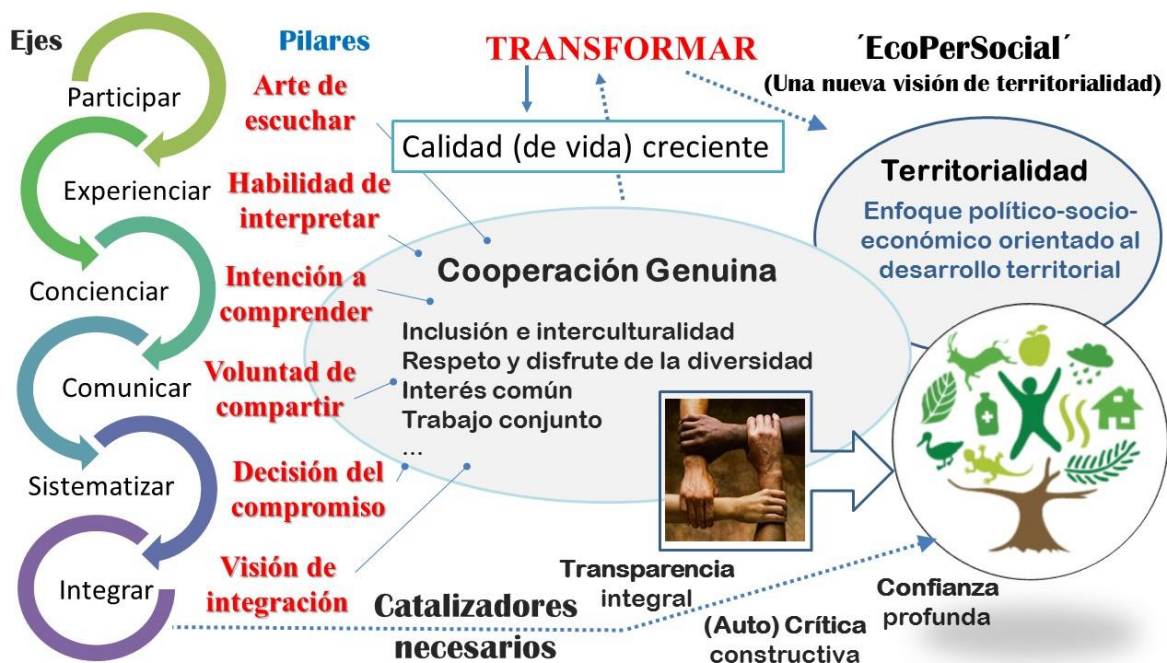 Ejes
Participar
Experienciar
Concienciar
Comunicar
Sistematizar
Integrar
Pilares
Arte de
escuchar
Habilidad de
interpretar
Intención a
comprender
Voluntad de
compartir
Decisión del
compromiso
Visión de
integración
TRANSFORMAR
Calidad (de vida) creciente
Cooperación Genuina
Inclusión e interculturalidad
Respeto y disfrute de la diversidad
Interés común
Trabajo conjunto
...
´EcoPerSocial´
(Una nueva visión de territorialidad)
Territorialidad
Enfoque político-socio-
económico orientado al
desarrollo territorial
Catalizadores
necesarios
Transparencia
integral
(Auto) Crítica
constructiva
Confianza
profunda